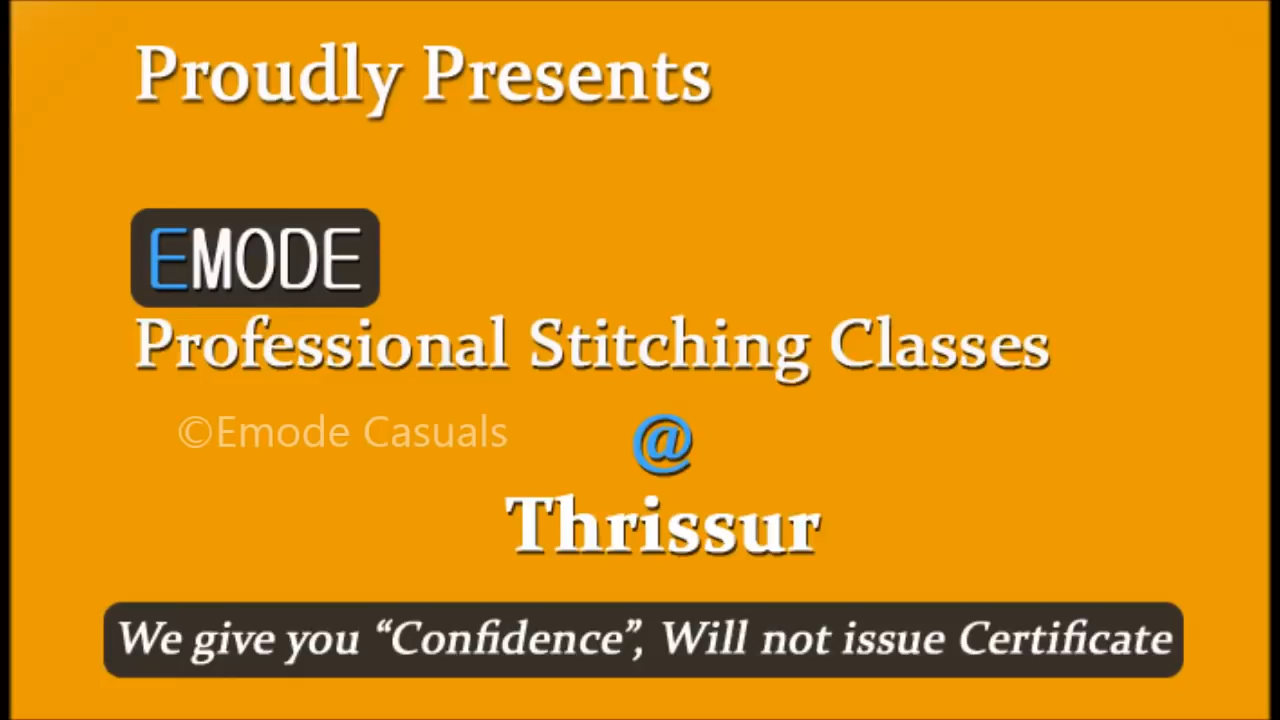 Proudly Presents
EMODE
Professional Stitching Classes
©Emode Casuals
@
Thrissur
We give you “Confidence”, Will not issue Certificate